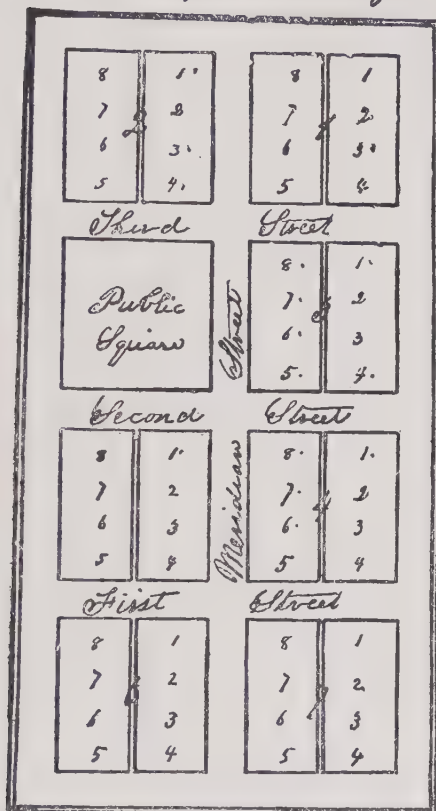 8 1. 8 1
7 2 7 2
6 3. 6 3.
5 4. 5 4
Third Street
Public
Square
Street
8. 1.
7. 2
6. 3
5. 4.
Second Street
Meridian
8 1. 8. 1.
7 2 7. 2
6 3 6. 3
5 4 5 4
First Street
8 1 8 1
7 2 7 2
6 3 6 3
5 4 5 4